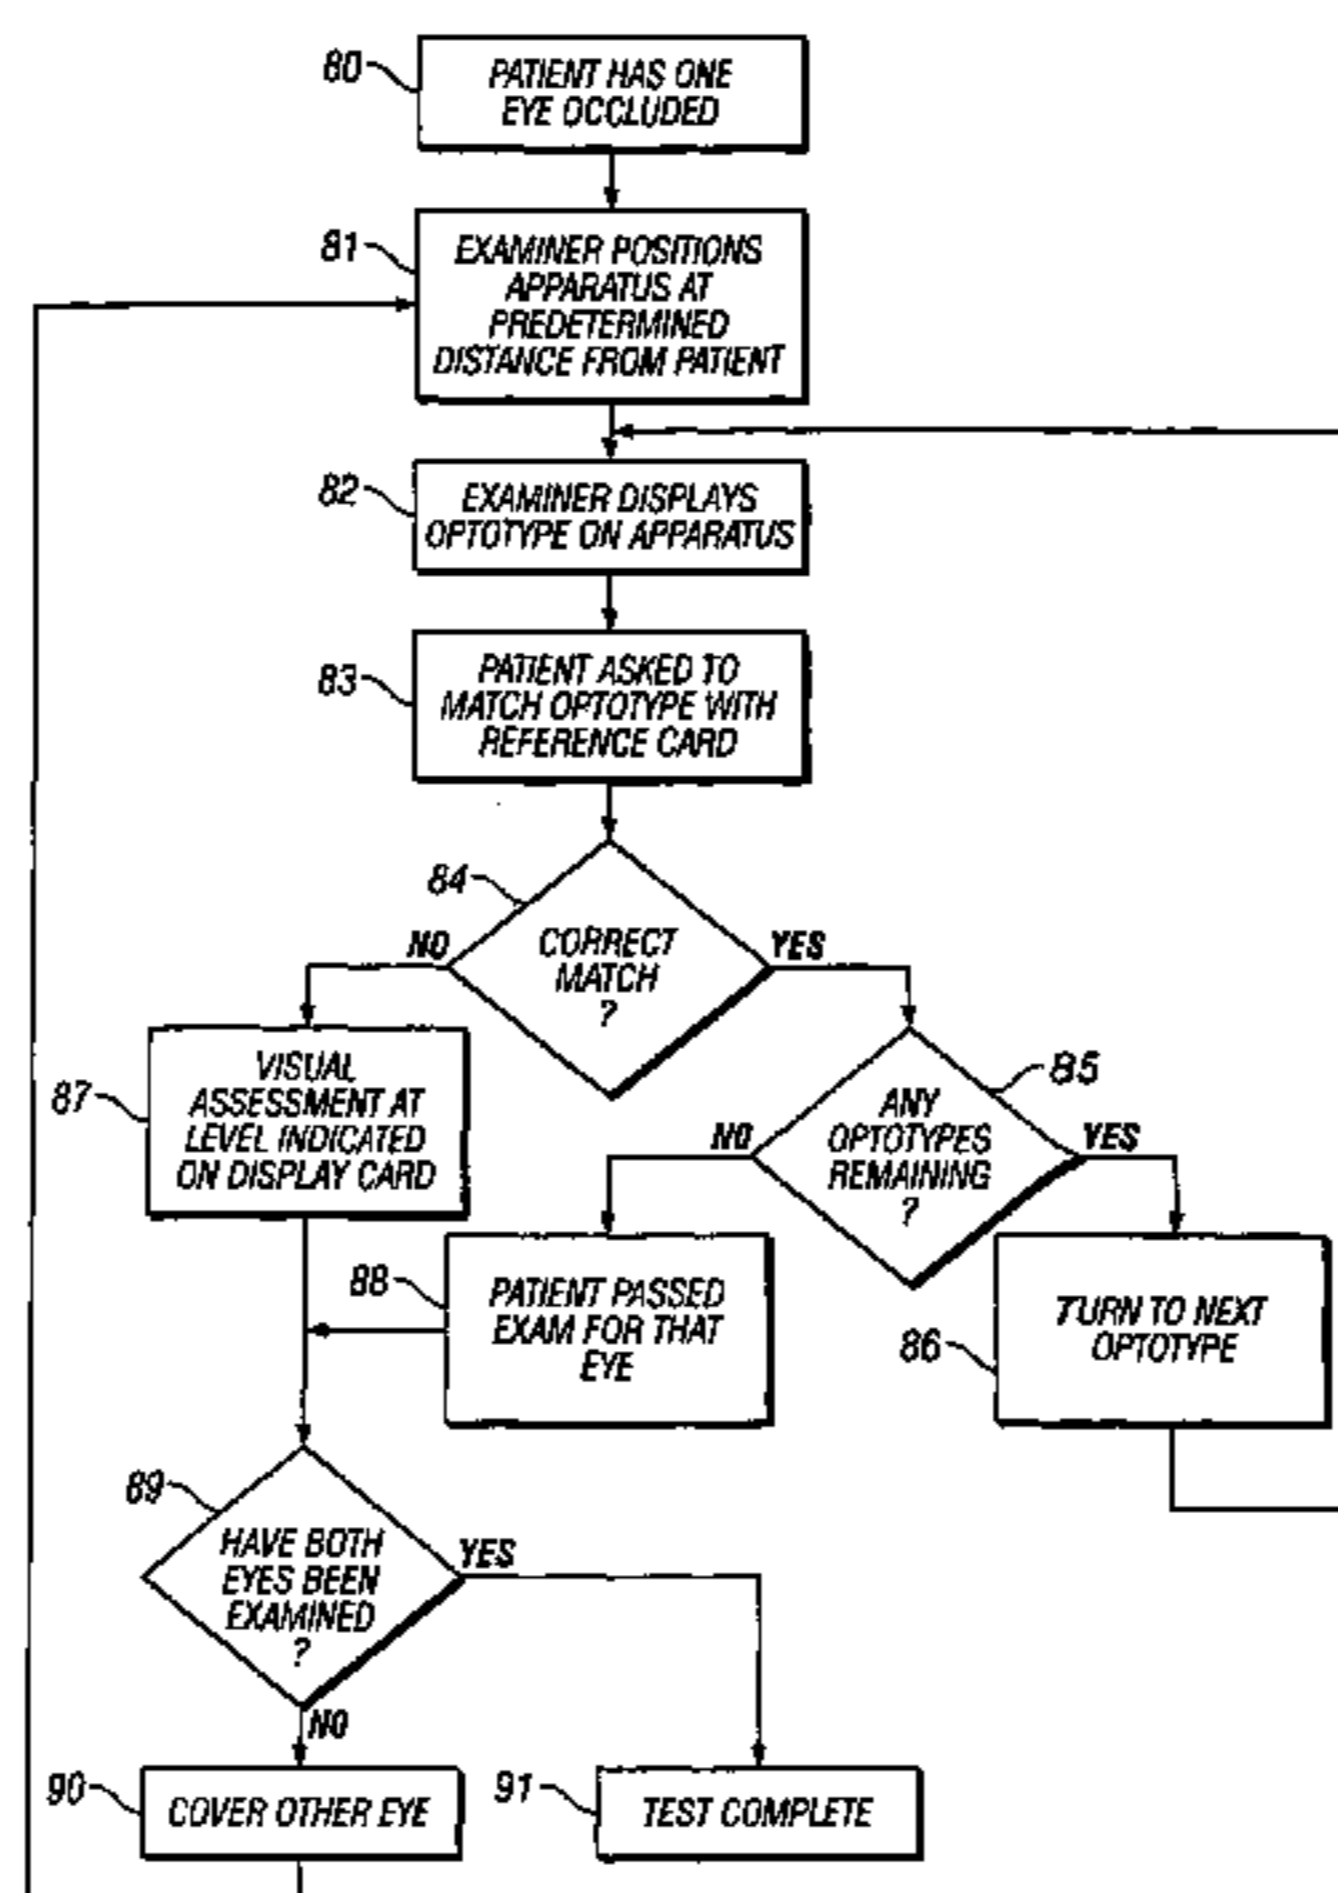 80
PATIENT HAS ONE
EYE OCCLUDED
81
EXAMINER POSITIONS
APPARATUS AT
PREDETERMINED
DISTANCE FROM PATIENT
82
EXAMINER DISPLAYS
OPTOTYPE ON APPARATUS
83
PATIENT ASKED TO
MATCH OPTOTYPE WITH
REFERENCE CARD
84
NO
CORRECT
MATCH
?
YES
87
VISUAL
ASSESSMENT AT
LEVEL INDICATED
ON DISPLAY CARD
85
NO
ANY
OPTOTYPES
REMAINING
?
YES
88
PATIENT PASSED
EXAM FOR THAT
EYE
86
TURN TO NEXT
OPTOTYPE
89
HAVE BOTH
EYES BEEN
EXAMINED
?
YES
NO
90
COVER OTHER EYE
91
TEST COMPLETE